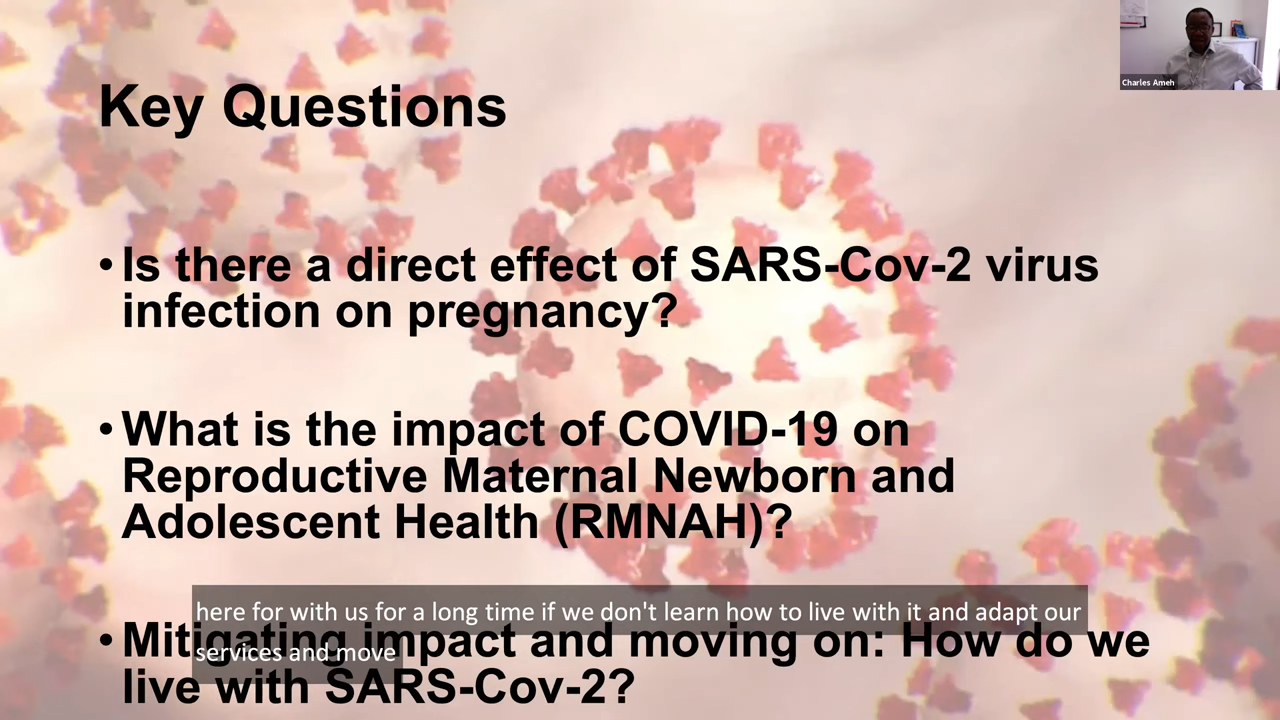 Charles Ameh
Key Questions
• Is there a direct effect of SARS-Cov-2 virus
infection on pregnancy?
• What is the impact of COVID-19 on
Reproductive Maternal Newborn and
Adolescent Health (RMNAH)?
here for with us for a long time if we don't learn how to live with it and adapt our
services and move
• Mitigating impact and moving on: How do we
live with SARS-Cov-2?